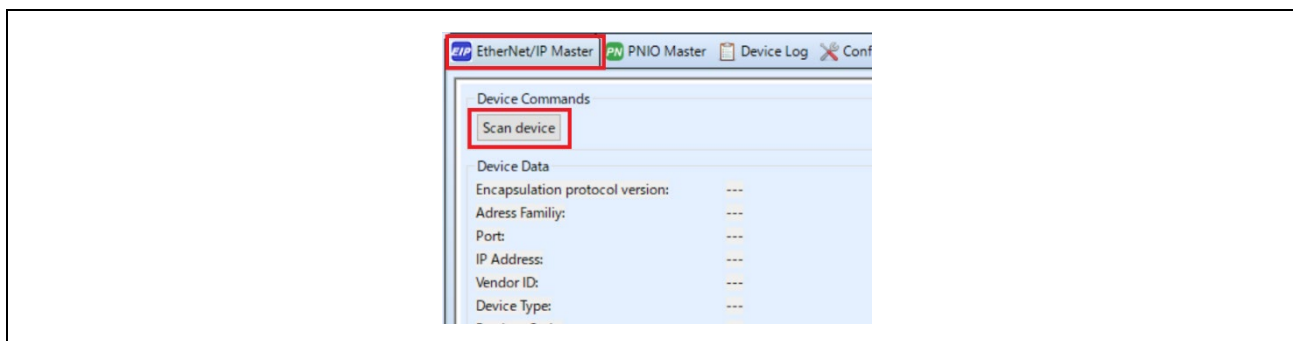 EIP EtherNet/IP Master PN PNIO Master Device Log Conf
Device Commands
Scan device
Device Data
Encapsulation protocol version: ---
Adress Familiy: ---
Port: ---
IP Address: ---
Vendor ID: ---
Device Type: ---